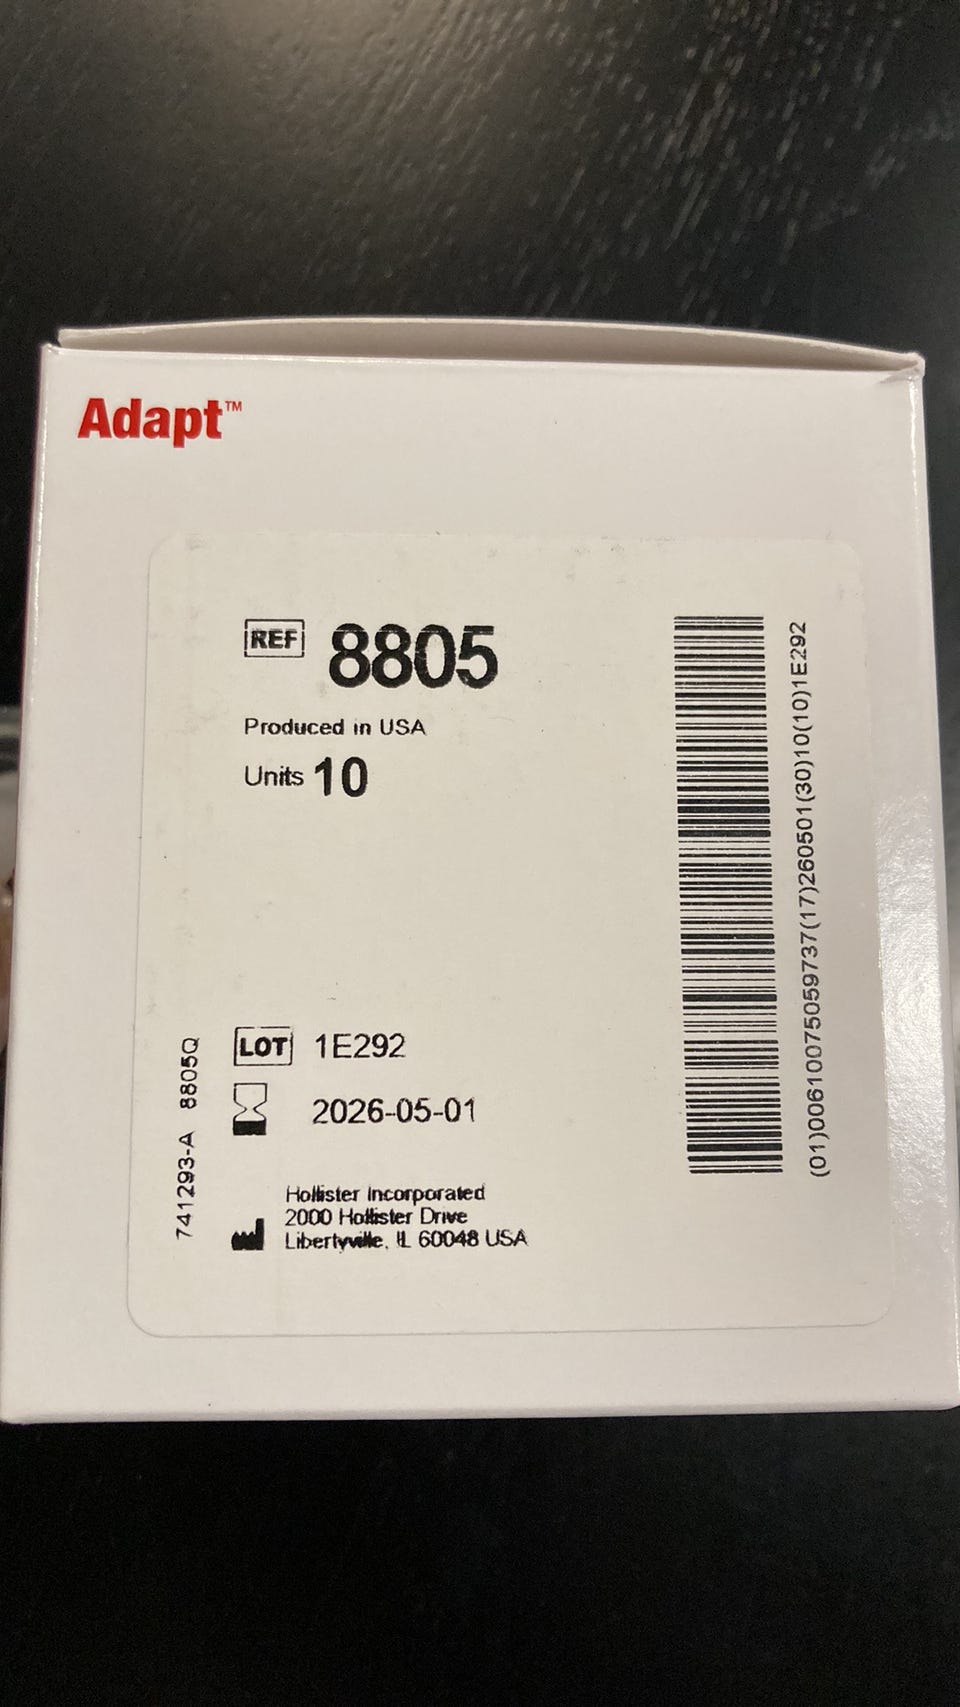 Adapt™
REF 8805
Produced in USA
Units 10
(01)00610075059737(17)260501(30)10(10)1E292
LOT 1E292
2026-05-01
741293-A 8805Q
Hollister Incorporated
2000 Hollister Drive
Libertyville, IL 60048 USA